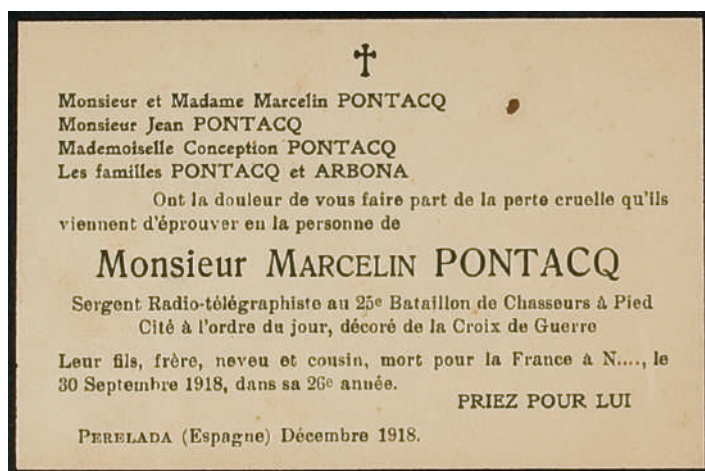 Monsieur et Madame Marcelin PONTACQ
Monsieur Jean PONTACQ
Mademoiselle Conception PONTACQ
Les familles PONTACQ et ARBONA
Ont la douleur de vous faire part de la perte cruelle qu'ils
viennent d'éprouver en la personne de
Monsieur MARCELIN PONTACQ
Sergent Radio-télégraphiste au 25e Bataillon de Chasseurs à Pied
Cité à l'ordre du jour, décoré de la Croix de Guerre
Leur fils, frère, neveu et cousin, mort pour la France à N...., le
30 Septembre 1918, dans sa 26e année.
PRIEZ POUR LUI
PERELADA (Espagne) Décembre 1918.